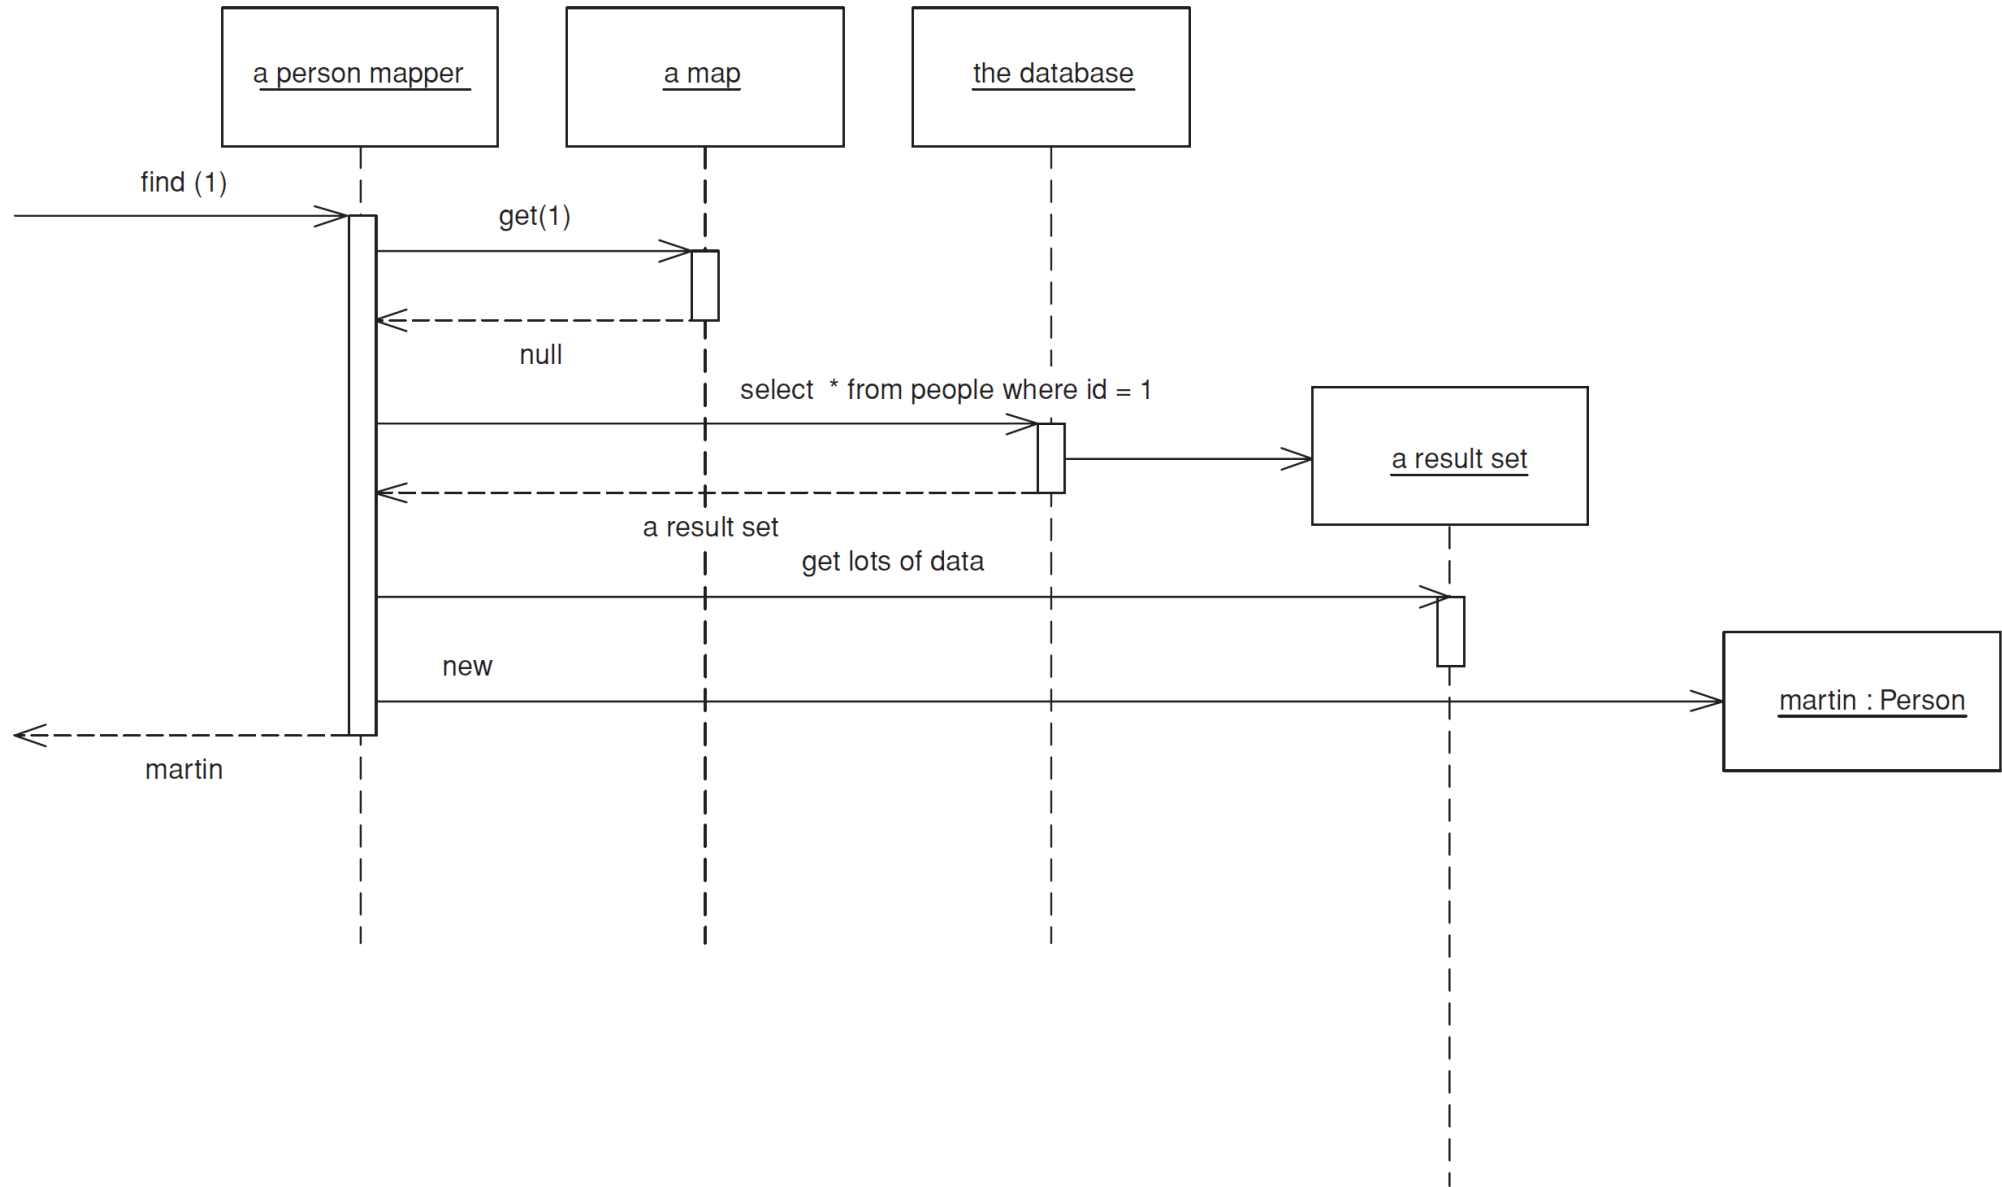 a person mapper
a map
the database
find (1)
get(1)
null
select * from people where id = 1
a result set
a result set
get lots of data
new
martin : Person
martin